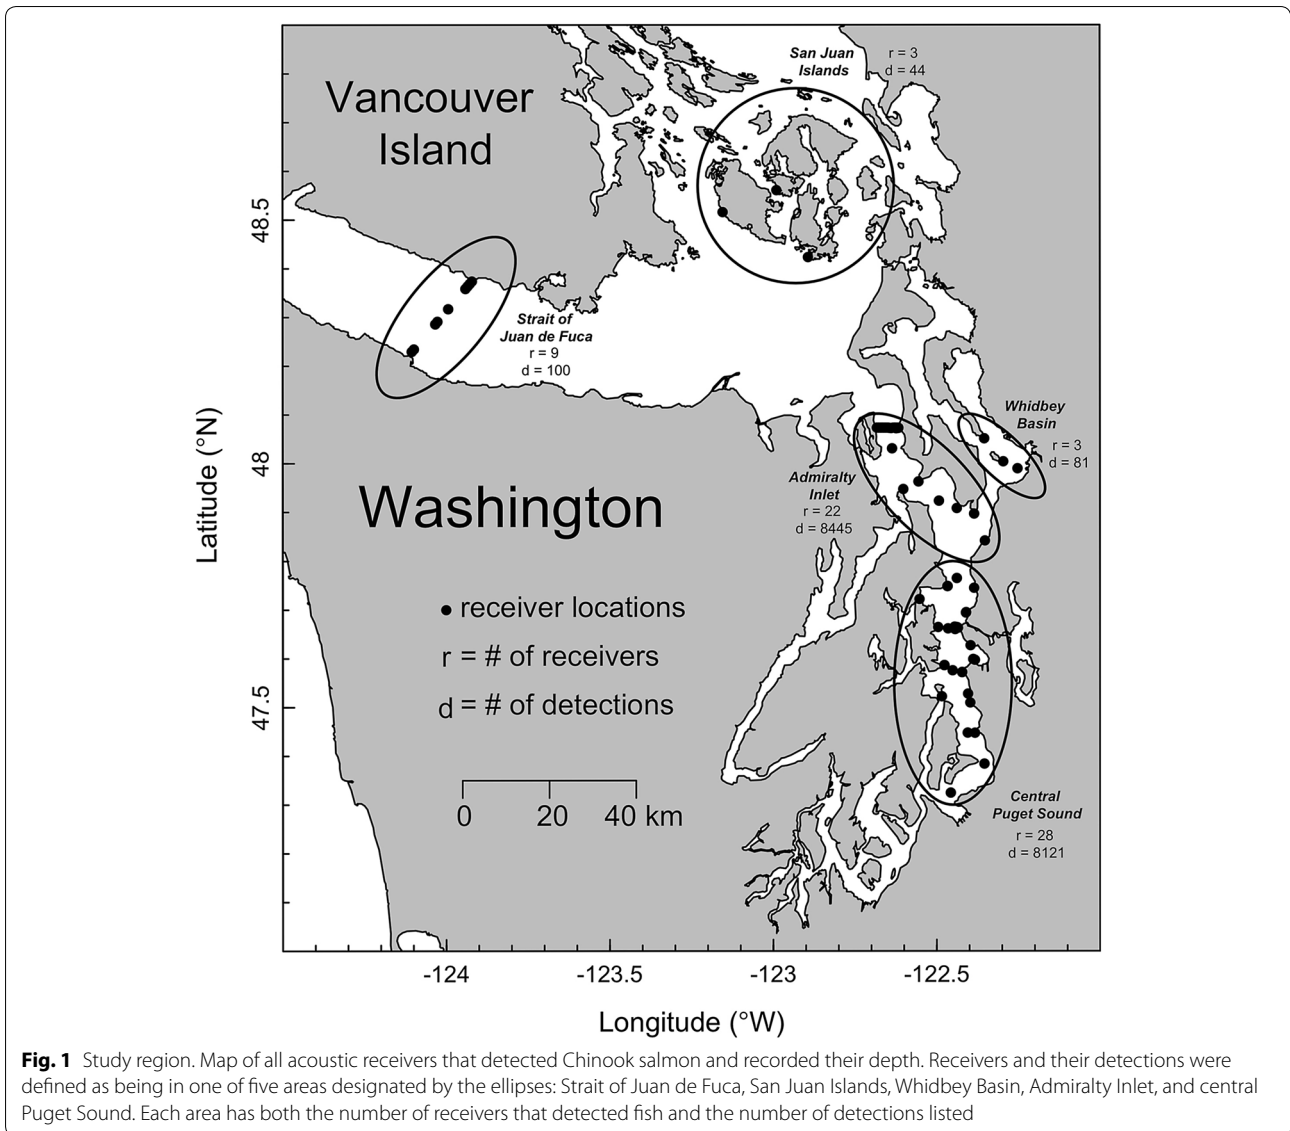 San Juan
Islands
r = 3
d = 44
Vancouver
Island
Strait of
Juan de Fuca
r = 9
d = 100
Whidbey
Basin
r = 3
d = 81
Admiralty
Inlet
r = 22
d = 8445
Washington
receiver locations
r = # of receivers
d = # of detections
0 20 40 km
Central
Puget Sound
r = 28
d = 8121
48.5
48
47.5
Latitude (°N)
-124 -123.5 -123 -122.5
Longitude (°W)
Fig. 1 Study region. Map of all acoustic receivers that detected Chinook salmon and recorded their depth. Receivers and their detections were
defined as being in one of five areas designated by the ellipses: Strait of Juan de Fuca, San Juan Islands, Whidbey Basin, Admiralty Inlet, and central
Puget Sound. Each area has both the number of receivers that detected fish and the number of detections listed